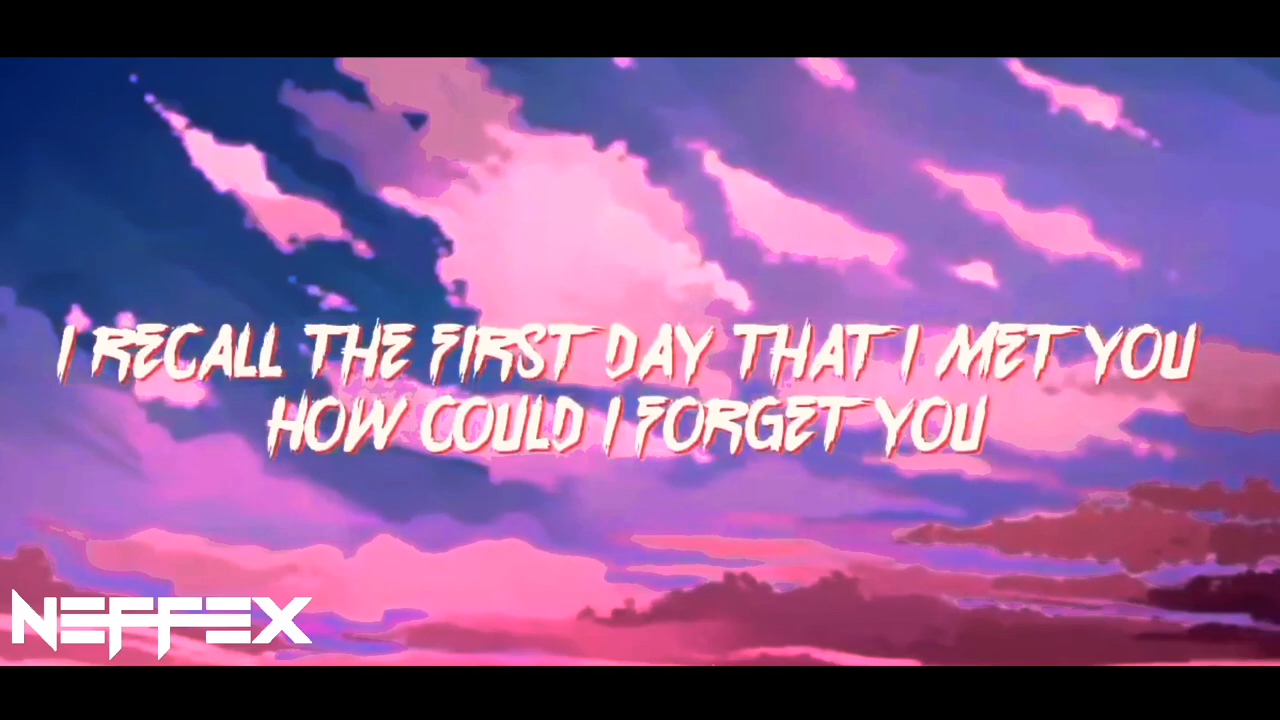 I RECALL THE FIRST DAY THAT I MET YOU
HOW COULD I FORGET YOU
NEFFEX